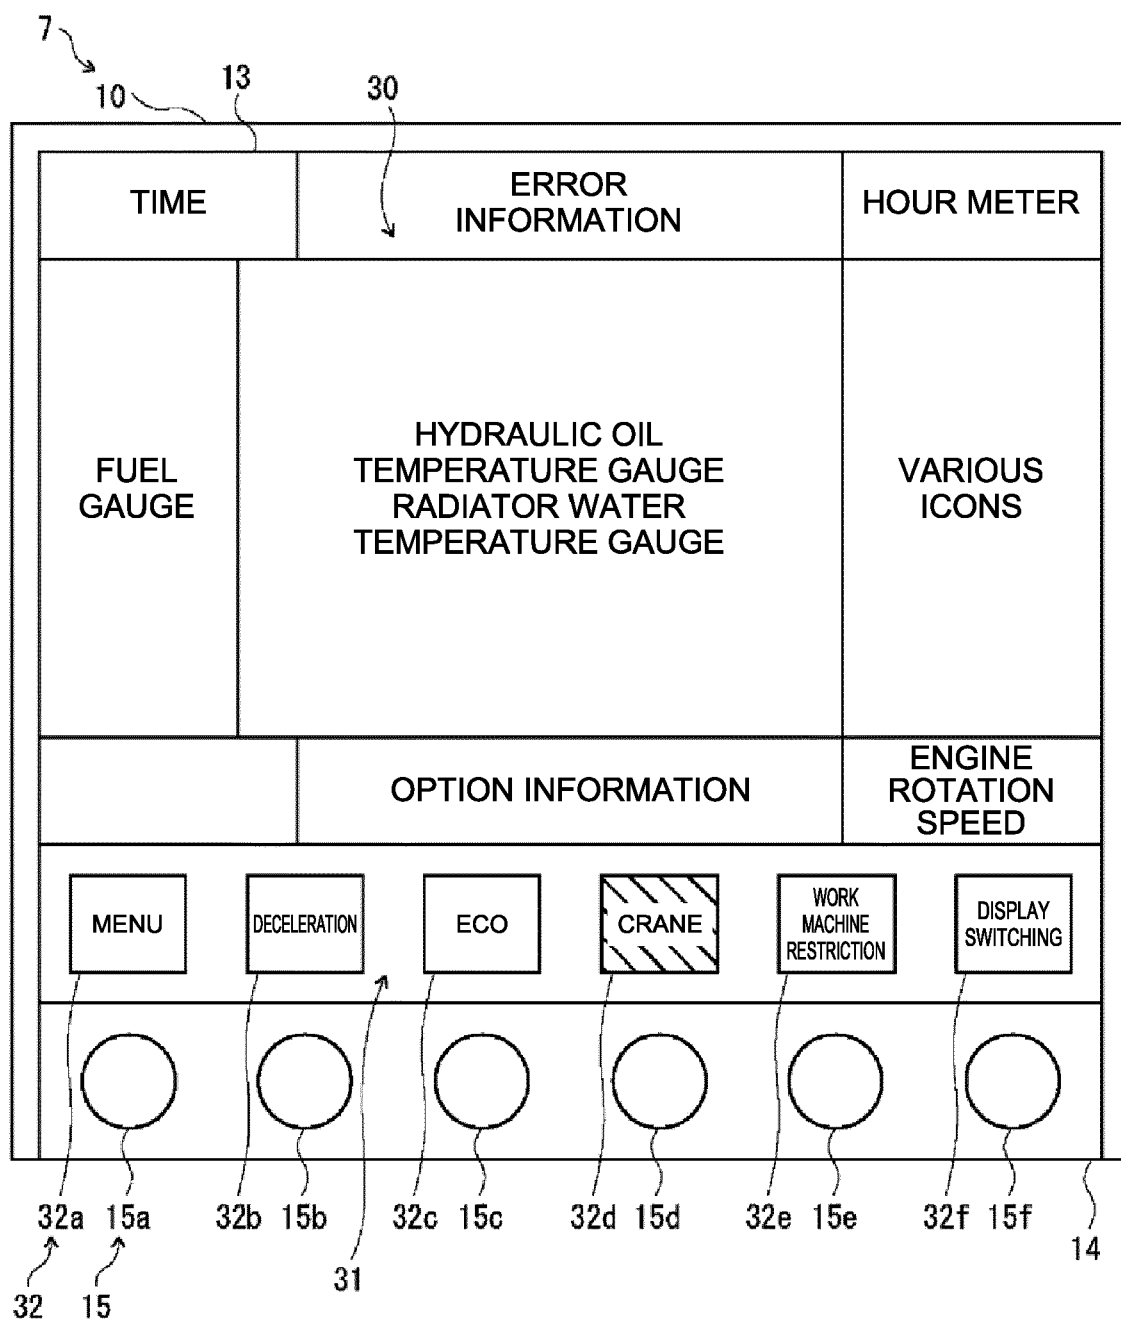 7
10
13
30
TIME
ERROR
INFORMATION
HOUR METER
FUEL
GAUGE
HYDRAULIC OIL
TEMPERATURE GAUGE
RADIATOR WATER
TEMPERATURE GAUGE
VARIOUS
ICONS
OPTION INFORMATION
ENGINE
ROTATION
SPEED
MENU
DECELERATION
ECO
CRANE
WORK
MACHINE
RESTRICTION
DISPLAY
SWITCHING
32a 15a 32b 15b 32c 15c 32d 15d 32e 15e 32f 15f
14
31
32 15